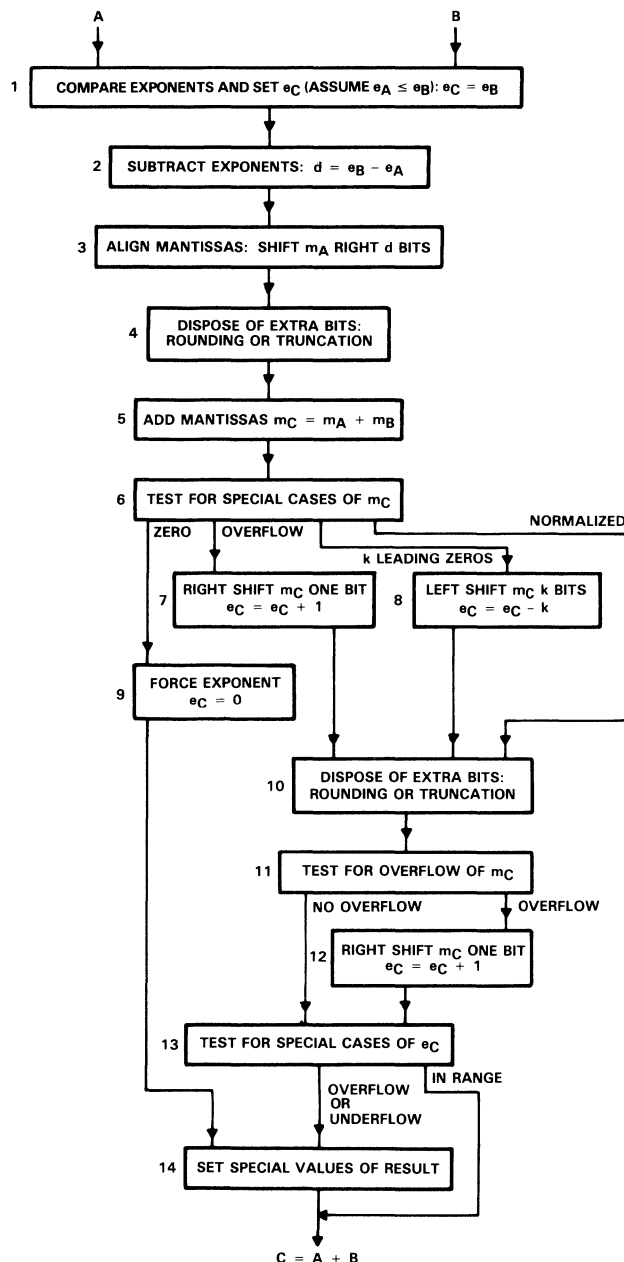 A B
1 COMPARE EXPONENTS AND SET eC (ASSUME eA ≤ eB): eC = eB
2 SUBTRACT EXPONENTS: d = eB − eA
3 ALIGN MANTISSAS: SHIFT mA RIGHT d BITS
4 DISPOSE OF EXTRA BITS:
ROUNDING OR TRUNCATION
5 ADD MANTISSAS mC = mA + mB
6 TEST FOR SPECIAL CASES OF mC
ZERO OVERFLOW NORMALIZED
k LEADING ZEROS
7 RIGHT SHIFT mC ONE BIT
eC = eC + 1
8 LEFT SHIFT mC k BITS
eC = eC - k
9 FORCE EXPONENT
eC = 0
10 DISPOSE OF EXTRA BITS:
ROUNDING OR TRUNCATION
11 TEST FOR OVERFLOW OF mC
NO OVERFLOW OVERFLOW
12 RIGHT SHIFT mC ONE BIT
eC = eC + 1
13 TEST FOR SPECIAL CASES OF eC
IN RANGE
OVERFLOW
OR
UNDERFLOW
14 SET SPECIAL VALUES OF RESULT
C = A + B